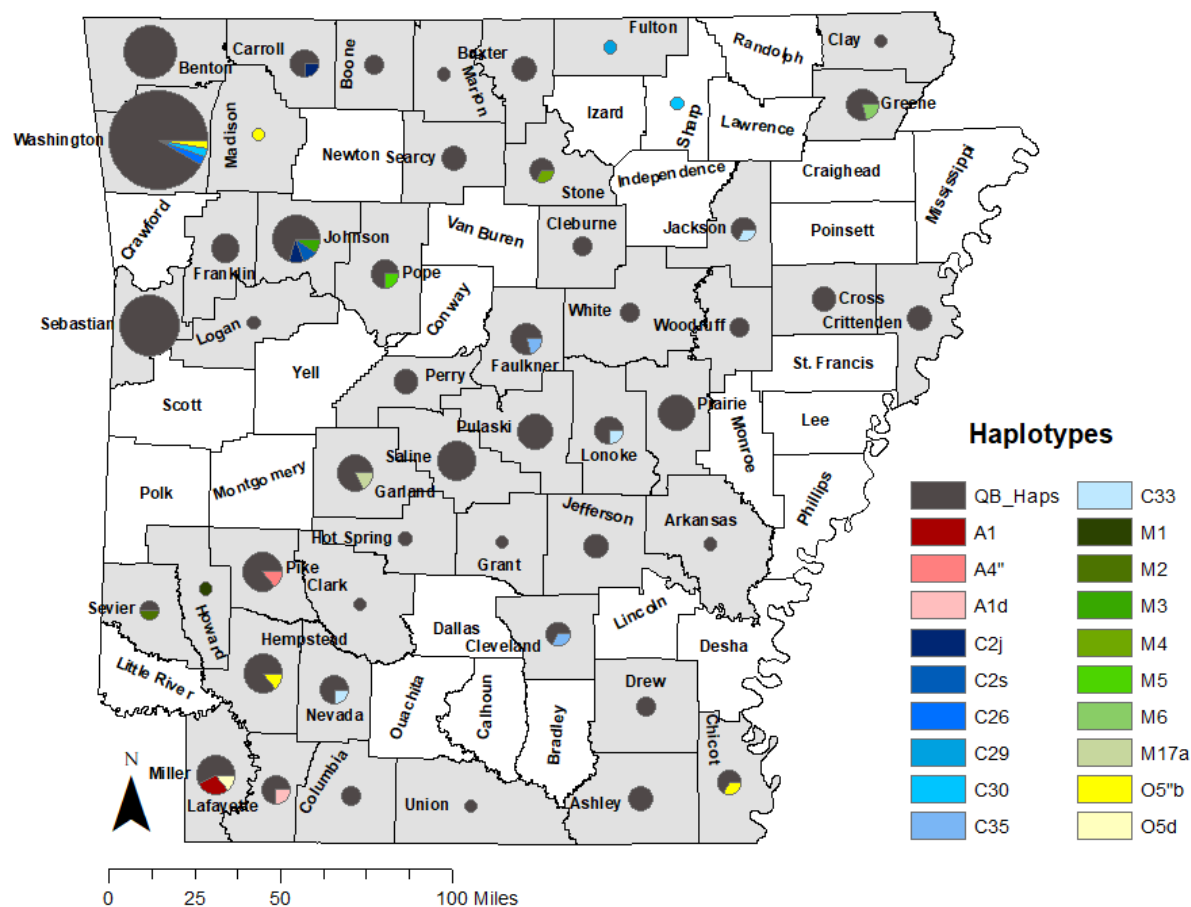 Fulton
Randolph
Clay
Carroll
Boone
Baxter
Marion
Benton
Greene
Izard
Sharp
Lawrence
Washington
Madison
Newton
Searcy
Independence
Craighead
Mississippi
Stone
Crawford
Van Buren
Cleburne
Jackson
Poinsett
Johnson
Franklin
Pope
Conway
White
Woodruff
Cross
Crittenden
Sebastian
Logan
Faulkner
St. Francis
Yell
Perry
Scott
Prairie
Lee
Pulaski
Monroe
Lonoke
Saline
Montgomery
Garland
Polk
Phillips
Hot Spring
Jefferson
Arkansas
Grant
Pike
Clark
Sevier
Howard
Lincoln
Dallas
Cleveland
Desha
Hempstead
Little River
Nevada
Ouachita
Calhoun
Bradley
Drew
Chicot
Miller
Lafayette
Columbia
Union
Ashley
N
0 25 50 100 Miles
Haplotypes
QB_Haps
A1
A4"
A1d
C2j
C2s
C26
C29
C30
C35
C33
M1
M2
M3
M4
M5
M6
M17a
O5"b
O5d